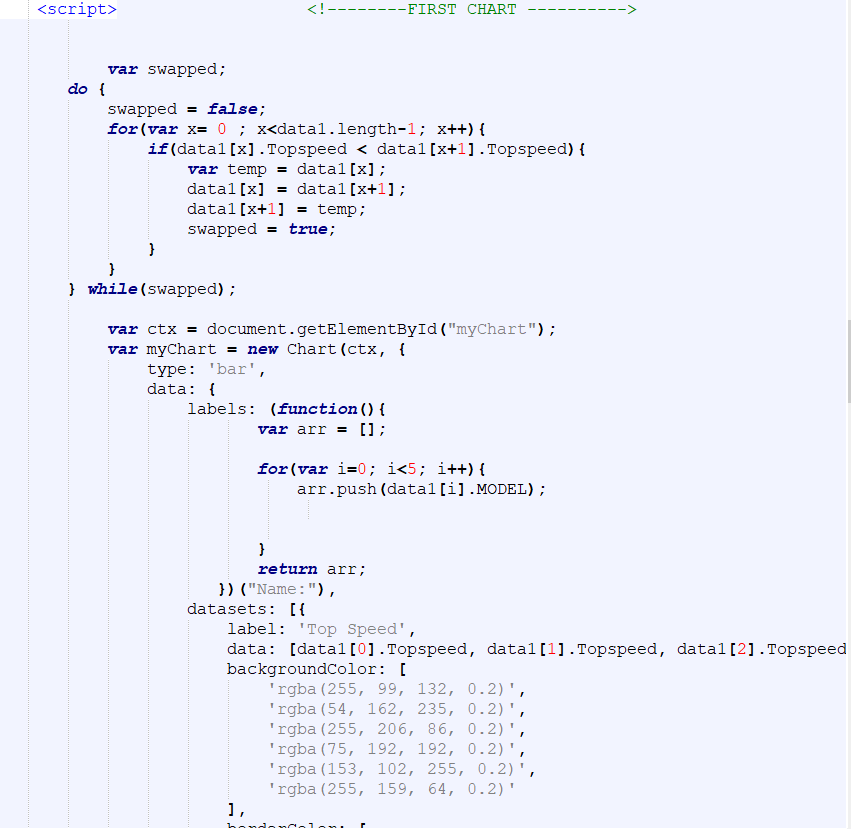 <script> <!--------FIRST CHART ---------->
var swapped;
do {
swapped = false;
for(var x= 0 ; x<data1.length-1; x++){
if(data1[x].Topspeed < data1[x+1].Topspeed){
var temp = data1[x];
data1[x] = data1[x+1];
data1[x+1] = temp;
swapped = true;
}
}
} while(swapped);
var ctx = document.getElementById("myChart");
var myChart = new Chart(ctx, {
type: 'bar',
data: {
labels: (function(){
var arr = [];
for(var i=0; i<5; i++){
arr.push(data1[i].MODEL);
}
return arr;
})("Name:"),
datasets: [{
label: 'Top Speed',
data: [data1[0].Topspeed, data1[1].Topspeed, data1[2].Topspeed
backgroundColor: [
'rgba(255, 99, 132, 0.2)',
'rgba(54, 162, 235, 0.2)',
'rgba(255, 206, 86, 0.2)',
'rgba(75, 192, 192, 0.2)',
'rgba(153, 102, 255, 0.2)',
'rgba(255, 159, 64, 0.2)'
],
borderColor: [